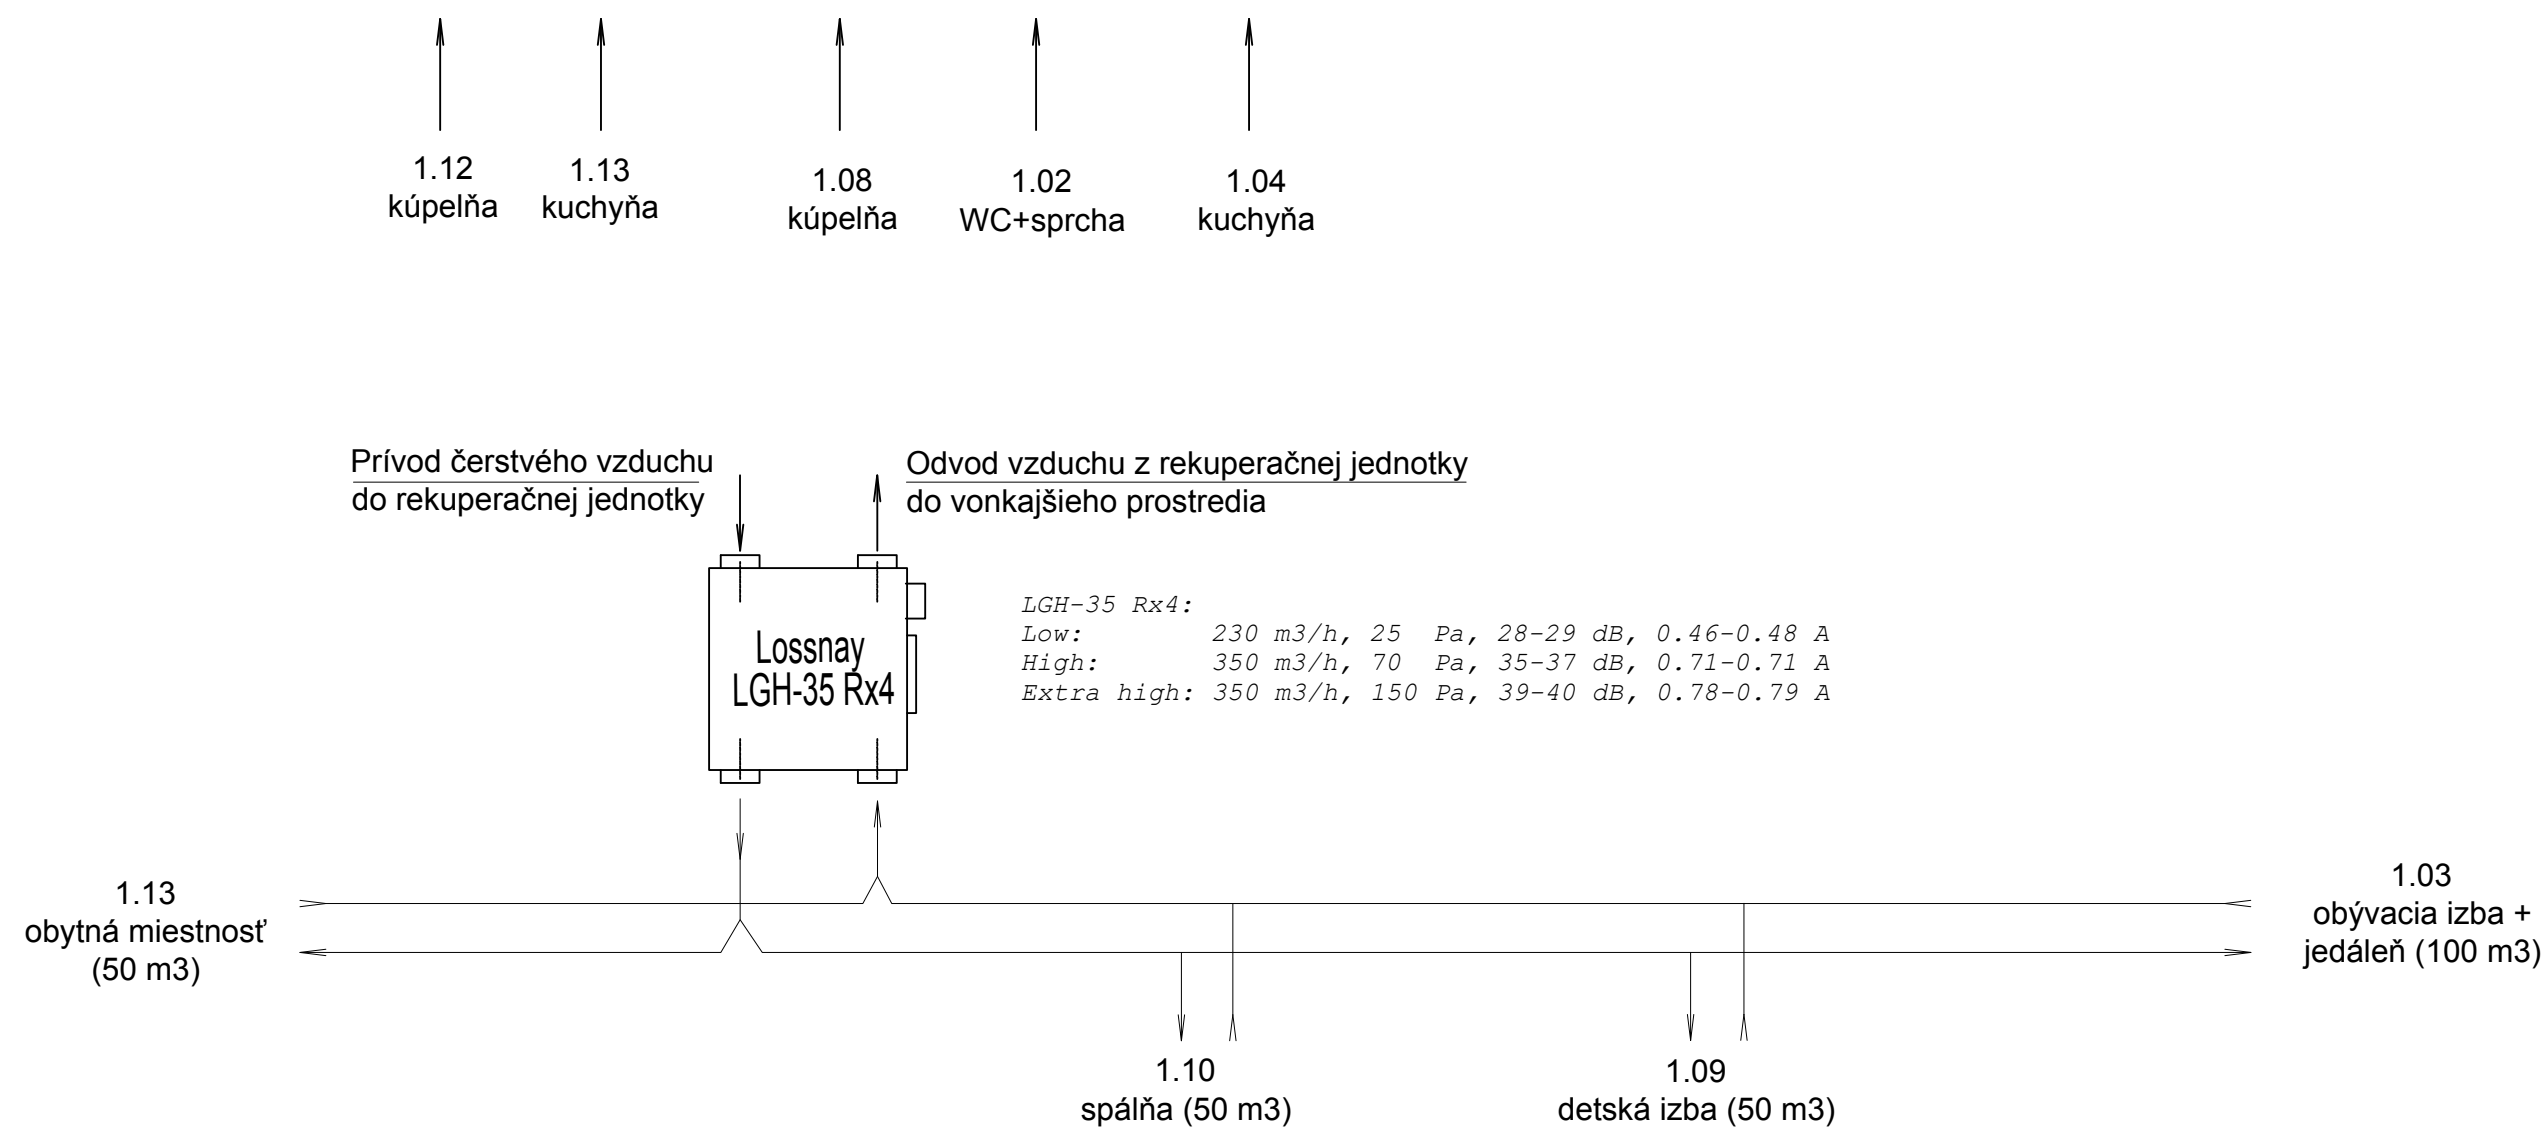 1.12
kúpelňa
1.13
kuchyňa
1.08
kúpelňa
1.02
WC+sprcha
1.04
kuchyňa
Prívod čerstvého vzduchu
do rekuperačnej jednotky
Odvod vzduchu z rekuperačnej jednotky
do vonkajšieho prostredia
Lossnay
LGH-35 Rx4
LGH-35 Rx4:
Low: 230 m3/h, 25 Pa, 28-29 dB, 0.46-0.48 A
High: 350 m3/h, 70 Pa, 35-37 dB, 0.71-0.71 A
Extra high: 350 m3/h, 150 Pa, 39-40 dB, 0.78-0.79 A
1.13
obytná miestnosť
(50 m3)
1.03
obývacia izba +
jedáleň (100 m3)
1.10
spálňa (50 m3)
1.09
detská izba (50 m3)